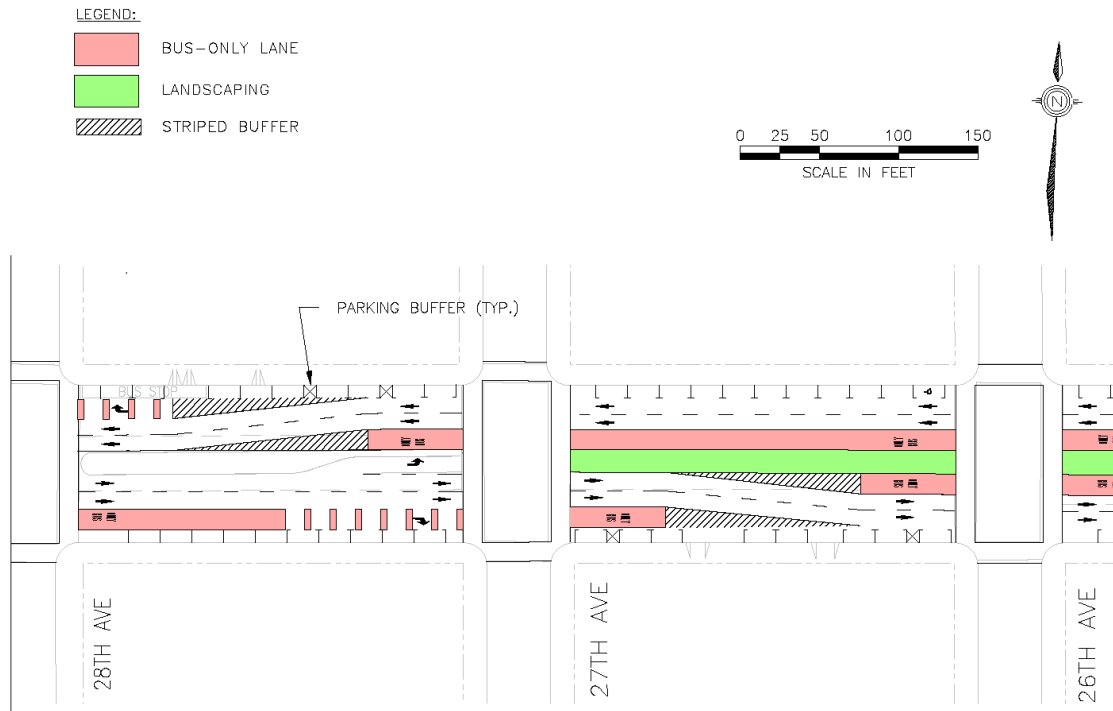 LEGEND:
BUS-ONLY LANE
LANDSCAPING
STRIPED BUFFER
N
0 25 50 100 150
SCALE IN FEET
PARKING BUFFER (TYP.)
BUS STOP
28TH AVE
27TH AVE
26TH AVE